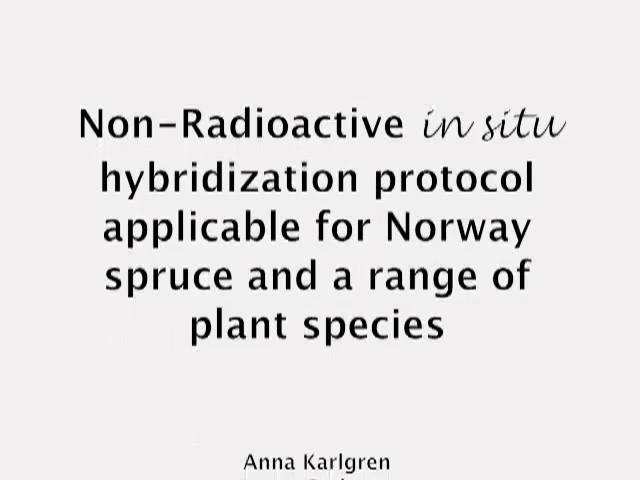 Non-Radioactive in situ
hybridization protocol
applicable for Norway
spruce and a range of
plant species
Anna Karlgren